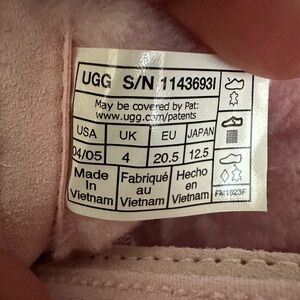 UGG S/N 1143693I
May be covered by Pat:
www.ugg.com/patents
USA UK EU JAPAN
04/05 4 20.5 12.5
Made Fabriqué Hecho
in au en
Vietnam Vietnam Vietnam
FM1623F